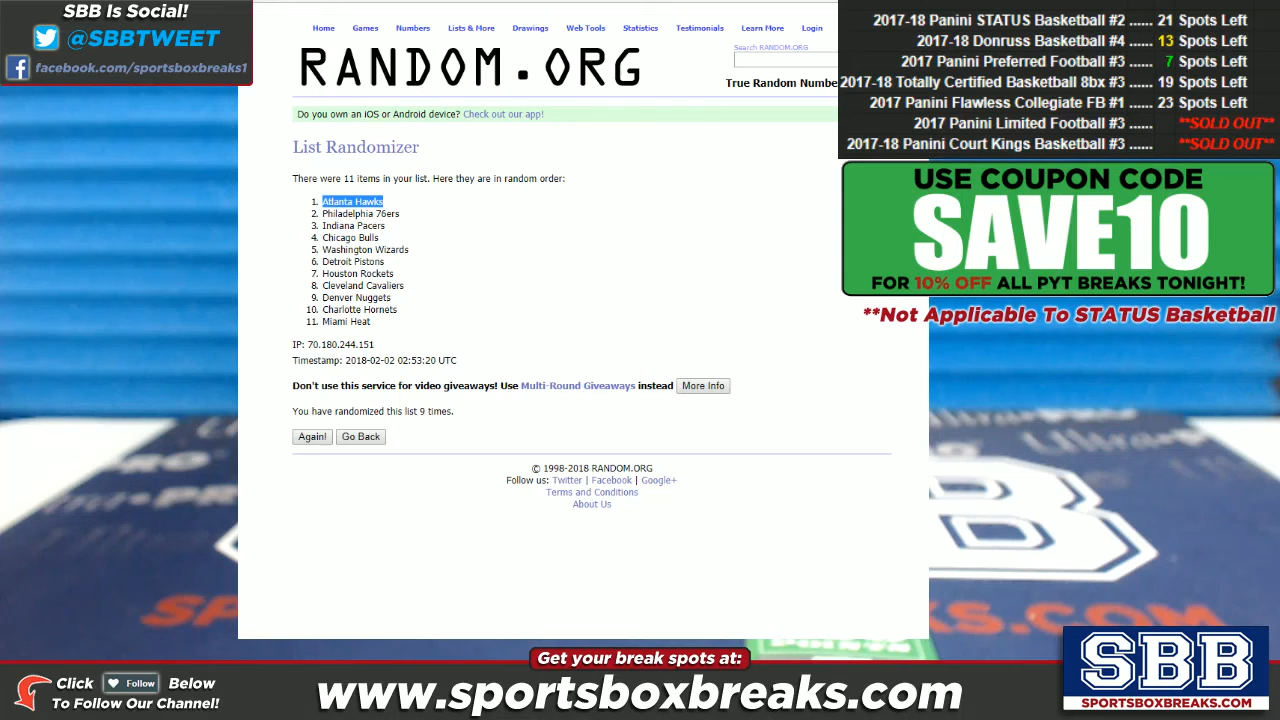 SBB Is Social!
@SBBTWEET
facebook.com/sportsboxbreaks1
Home Games Numbers Lists & More Drawings Web Tools Statistics Testimonials Learn More Login
RANDOM.ORG
Search RANDOM.ORG
True Random Numbe
Do you own an iOS or Android device? Check out our app!
List Randomizer
There were 11 items in your list. Here they are in random order:
1. Atlanta Hawks
2. Philadelphia 76ers
3. Indiana Pacers
4. Chicago Bulls
5. Washington Wizards
6. Detroit Pistons
7. Houston Rockets
8. Cleveland Cavaliers
9. Denver Nuggets
10. Charlotte Hornets
11. Miami Heat
IP: 70.180.244.151
Timestamp: 2018-02-02 02:53:20 UTC
Don't use this service for video giveaways! Use Multi-Round Giveaways instead More Info
You have randomized this list 9 times.
Again! Go Back
© 1998-2018 RANDOM.ORG
Follow us: Twitter | Facebook | Google+
Terms and Conditions
About Us
2017-18 Panini STATUS Basketball #2 ...... 21 Spots Left
2017-18 Donruss Basketball #4 ...... 13 Spots Left
2017 Panini Preferred Football #3 ...... 7 Spots Left
2017-18 Totally Certified Basketball 8bx #3 ...... 19 Spots Left
2017 Panini Flawless Collegiate FB #1 ...... 23 Spots Left
2017 Panini Limited Football #3 ...... **SOLD OUT**
2017-18 Panini Court Kings Basketball #3 ...... **SOLD OUT**
USE COUPON CODE
SAVE10
FOR 10% OFF ALL PYT BREAKS TONIGHT!
**Not Applicable To STATUS Basketball
Click Follow Below
To Follow Our Channel!
Get your break spots at:
www.sportsboxbreaks.com
SBB
SPORTSBOXBREAKS.COM